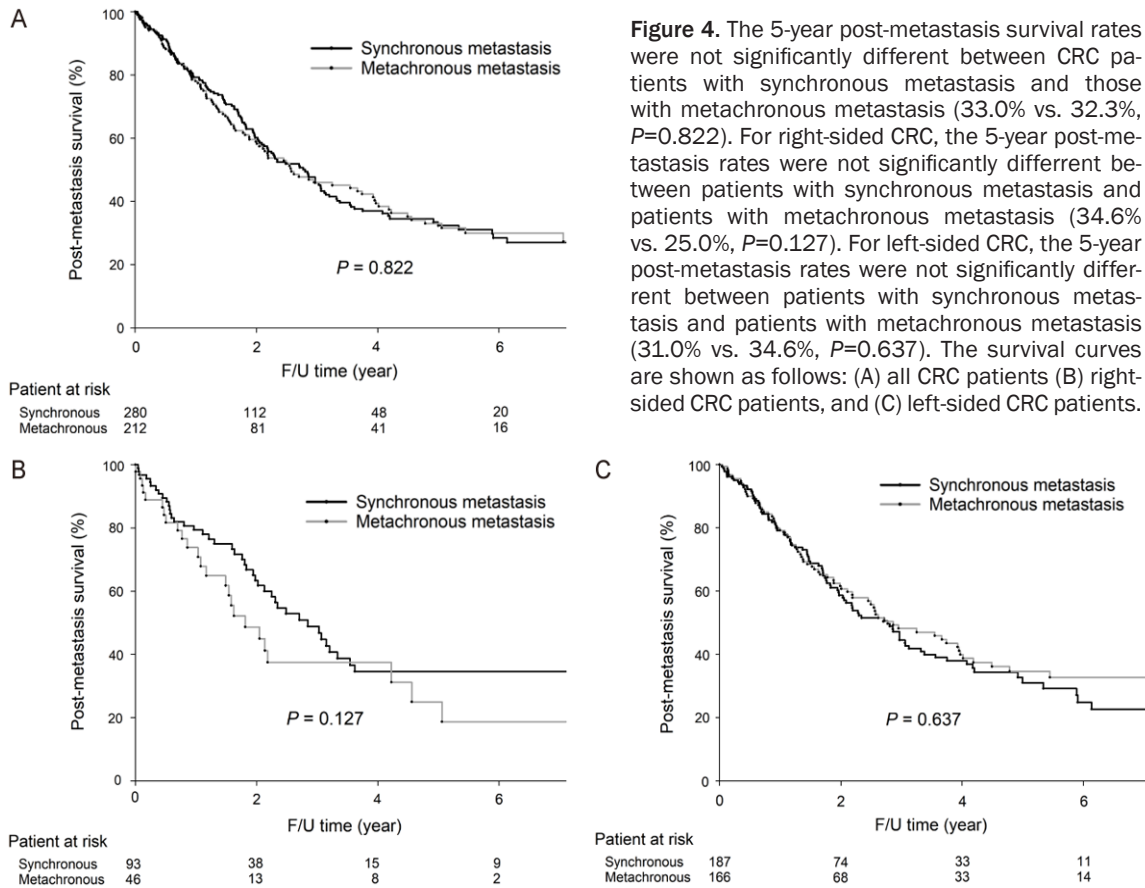 A
100
80
60
40
20
0
Post-metastasis survival (%)
Synchronous metastasis
Metachronous metastasis
P = 0.822
0 2 4 6
F/U time (year)
Patient at risk
Synchronous 280 112 48 20
Metachronous 212 81 41 16
Figure 4. The 5-year post-metastasis survival rates
were not significantly different between CRC pa-
tients with synchronous metastasis and those
with metachronous metastasis (33.0% vs. 32.3%,
P=0.822). For right-sided CRC, the 5-year post-me-
tastasis rates were not significantly differrent be-
tween patients with synchronous metastasis and
patients with metachronous metastasis (34.6%
vs. 25.0%, P=0.127). For left-sided CRC, the 5-year
post-metastasis rates were not significantly differ-
rent between patients with synchronous metas-
tasis and patients with metachronous metastasis
(31.0% vs. 34.6%, P=0.637). The survival curves
are shown as follows: (A) all CRC patients (B) right-
sided CRC patients, and (C) left-sided CRC patients.
B
100
80
60
40
20
0
Post-metastasis survival (%)
Synchronous metastasis
Metachronous metastasis
P = 0.127
0 2 4 6
F/U time (year)
Patient at risk
Synchronous 93 38 15 9
Metachronous 46 13 8 2
C
100
80
60
40
20
0
Post-metastasis survival (%)
Synchronous metastasis
Metachronous metastasis
P = 0.637
0 2 4 6
F/U time (year)
Patient at risk
Synchronous 187 74 33 11
Metachronous 166 68 33 14